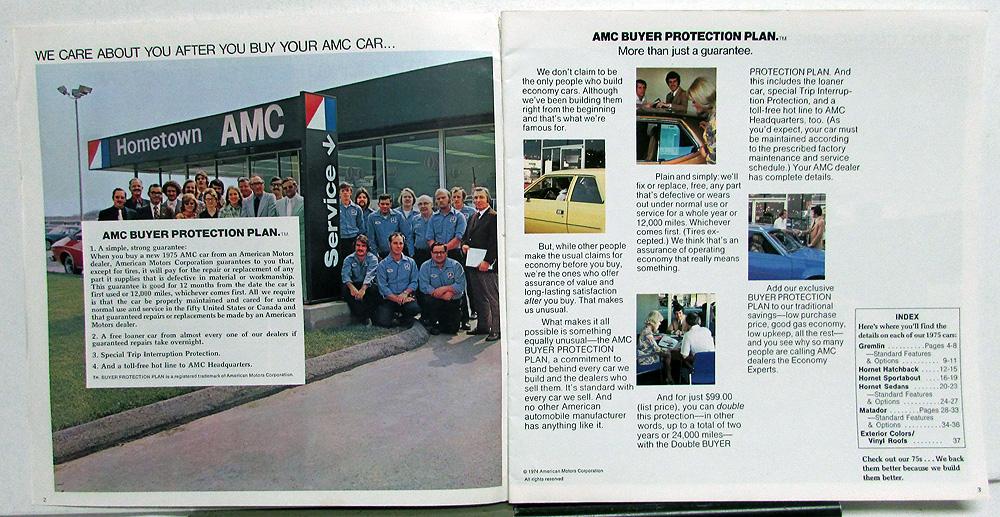 WE CARE ABOUT YOU AFTER YOU BUY YOUR AMC CAR...
Hometown AMC
Service
AMC BUYER PROTECTION PLAN.TM
1. A simple, strong guarantee:
When you buy a new 1975 AMC car from an American Motors
dealer, American Motors Corporation guarantees to you that,
except for tires, it will pay for the repair or replacement of any
part it supplies that is defective in material or workmanship.
This guarantee is good for 12 months from the date the car is
first used or 12,000 miles, whichever comes first. All we require
is that the car be properly maintained and cared for under
normal use and service in the fifty United States or Canada and
that guaranteed repairs or replacements be made by an American
Motors dealer.
2. A free loaner car from almost every one of our dealers if
guaranteed repairs take overnight.
3. Special Trip Interruption Protection.
4. And a toll-free hot line to AMC Headquarters.
TM BUYER PROTECTION PLAN is a registered trademark of American Motors Corporation.
2
AMC BUYER PROTECTION PLAN.TM
More than just a guarantee.
We don't claim to be
the only people who build
economy cars. Although
we've been building them
right from the beginning
and that's what we're
famous for.
But, while other people
make the usual claims for
economy before you buy,
we're the ones who offer
assurance of value and
long-lasting satisfaction
after you buy. That makes
us unusual.
What makes it all
possible is something
equally unusual—the AMC
BUYER PROTECTION
PLAN, a commitment to
stand behind every car we
build and the dealers who
sell them. It's standard with
every car we sell. And
no other American
automobile manufacturer
has anything like it.
© 1974 American Motors Corporation
All rights reserved
Plain and simply: we'll
fix or replace, free, any part
that's defective or wears
out under normal use or
service for a whole year or
12,000 miles. Whichever
comes first. (Tires ex-
cepted.) We think that's an
assurance of operating
economy that really means
something.
And for just $99.00
(list price), you can double
this protection—in other
words, up to a total of two
years or 24,000 miles—
with the Double BUYER
PROTECTION PLAN. And
this includes the loaner
car, special Trip Interrup-
tion Protection, and a
toll-free hot line to AMC
Headquarters, too. (As
you'd expect, your car must
be maintained according
to the prescribed factory
maintenance and service
schedule.) Your AMC dealer
has complete details.
Add our exclusive
BUYER PROTECTION
PLAN to our traditional
savings—low purchase
price, good gas economy,
low upkeep, all the rest—
and you see why so many
people are calling AMC
dealers the Economy
Experts.
INDEX
Here's where you'll find the
details on each of our 1975 cars:
Gremlin ......... Pages 4-8
—Standard Features
& Options ........... 9-11
Hornet Hatchback .... 12-15
Hornet Sportabout .... 16-19
Hornet Sedans ....... 20-23
—Standard Features
& Options .......... 24-27
Matador ....... Pages 28-33
—Standard Features
& Options .......... 34-36
Exterior Colors/
Vinyl Roofs ........ 37
Check out our 75s . . . We back
them better because we build
them better.
3